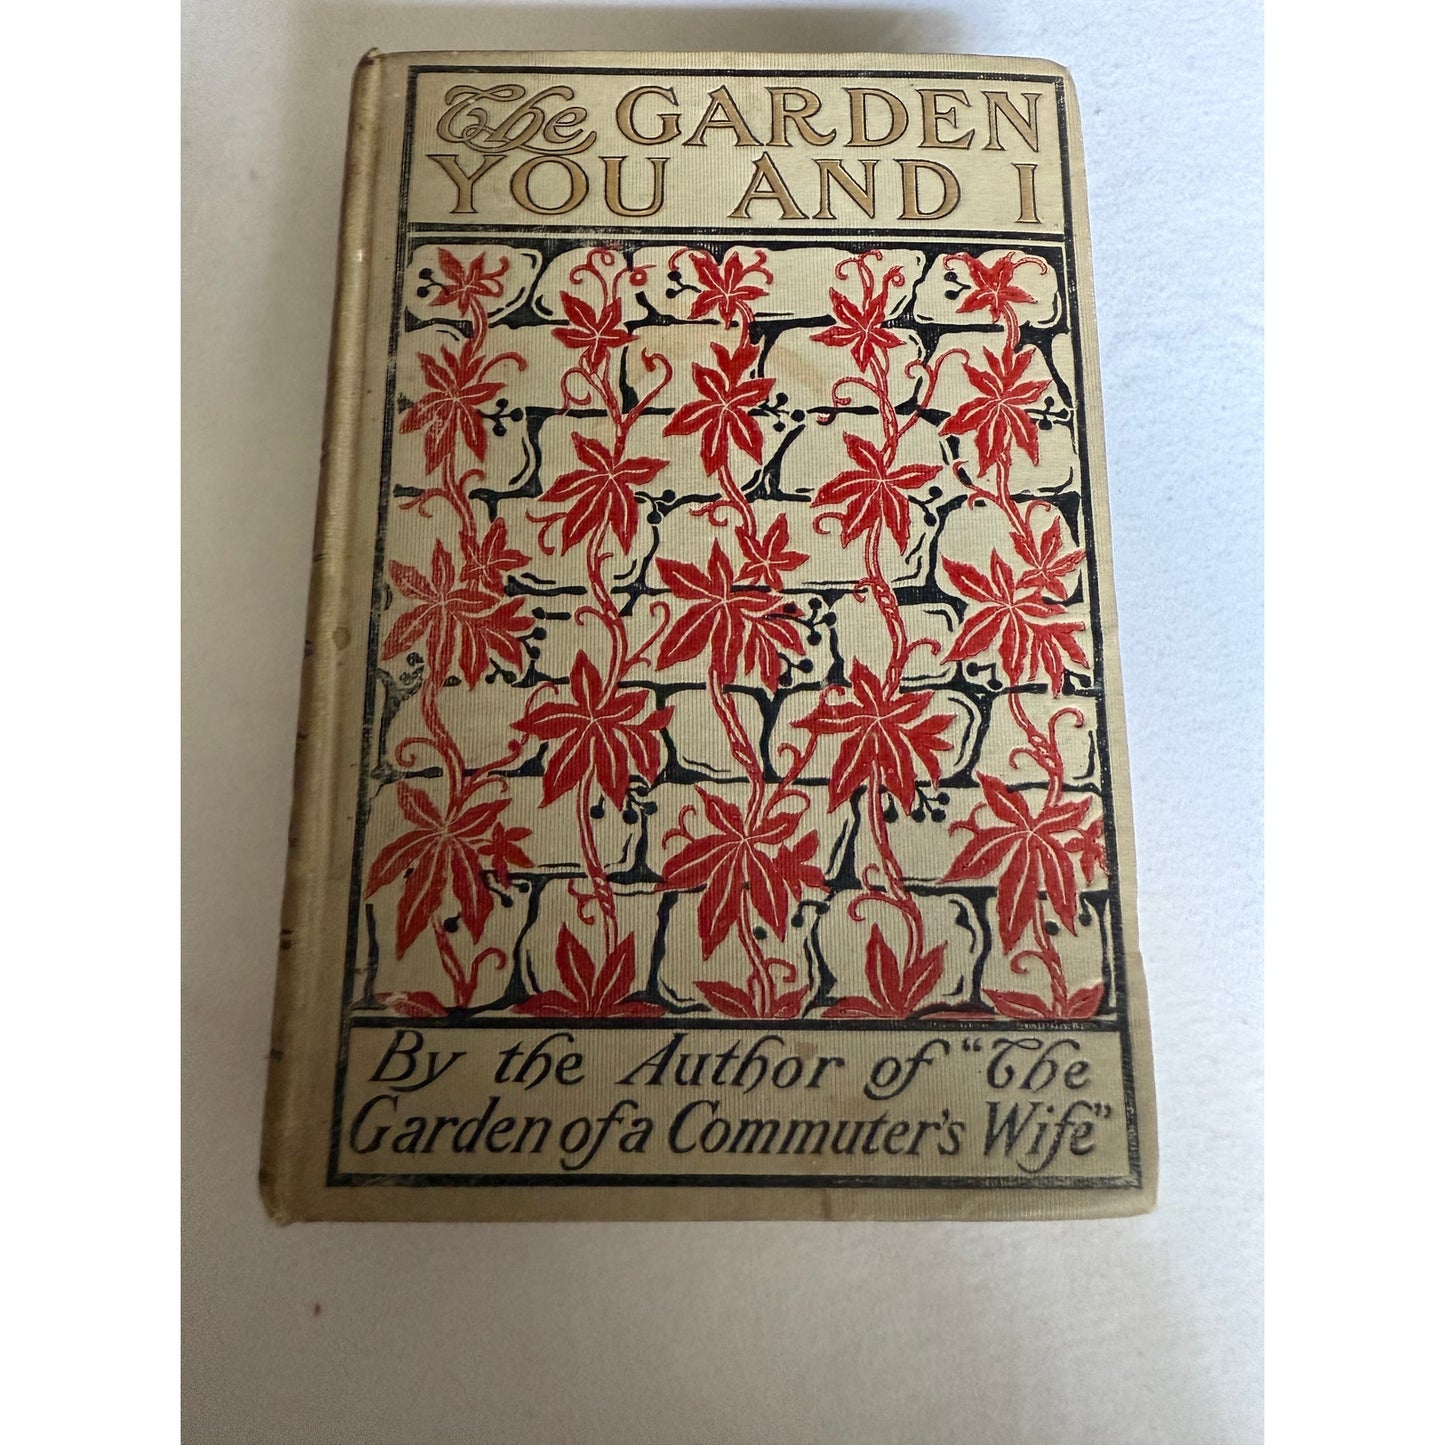 The GARDEN
YOU AND I
By the Author of "The
Garden of a Commuter's Wife"